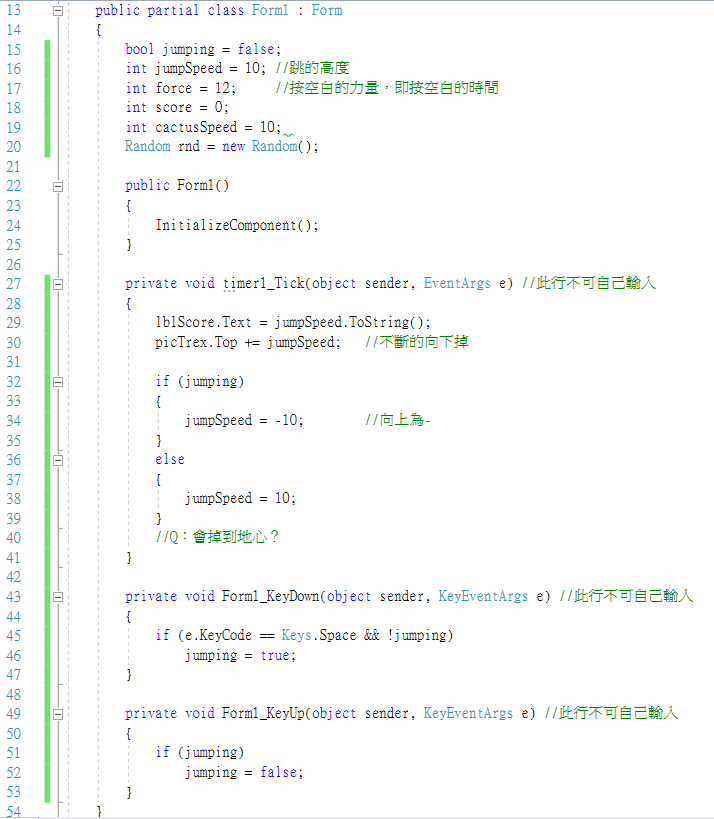 13 public partial class Form1 : Form
14 {
15 bool jumping = false;
16 int jumpSpeed = 10; //跳的高度
17 int force = 12; //按空白的力量，即按空白的時間
18 int score = 0;
19 int cactusSpeed = 10;
20 Random rnd = new Random();
21
22 public Form1()
23 {
24 InitializeComponent();
25 }
26
27 private void timer1_Tick(object sender, EventArgs e) //此行不可自己輸入
28 {
29 lblScore.Text = jumpSpeed.ToString();
30 picTrex.Top += jumpSpeed; //不斷的向下掉
31
32 if (jumping)
33 {
34 jumpSpeed = -10; //向上為-
35 }
36 else
37 {
38 jumpSpeed = 10;
39 }
40 //Q：會掉到地心？
41 }
42
43 private void Form1_KeyDown(object sender, KeyEventArgs e) //此行不可自己輸入
44 {
45 if (e.KeyCode == Keys.Space && !jumping)
46 jumping = true;
47 }
48
49 private void Form1_KeyUp(object sender, KeyEventArgs e) //此行不可自己輸入
50 {
51 if (jumping)
52 jumping = false;
53 }
54 }